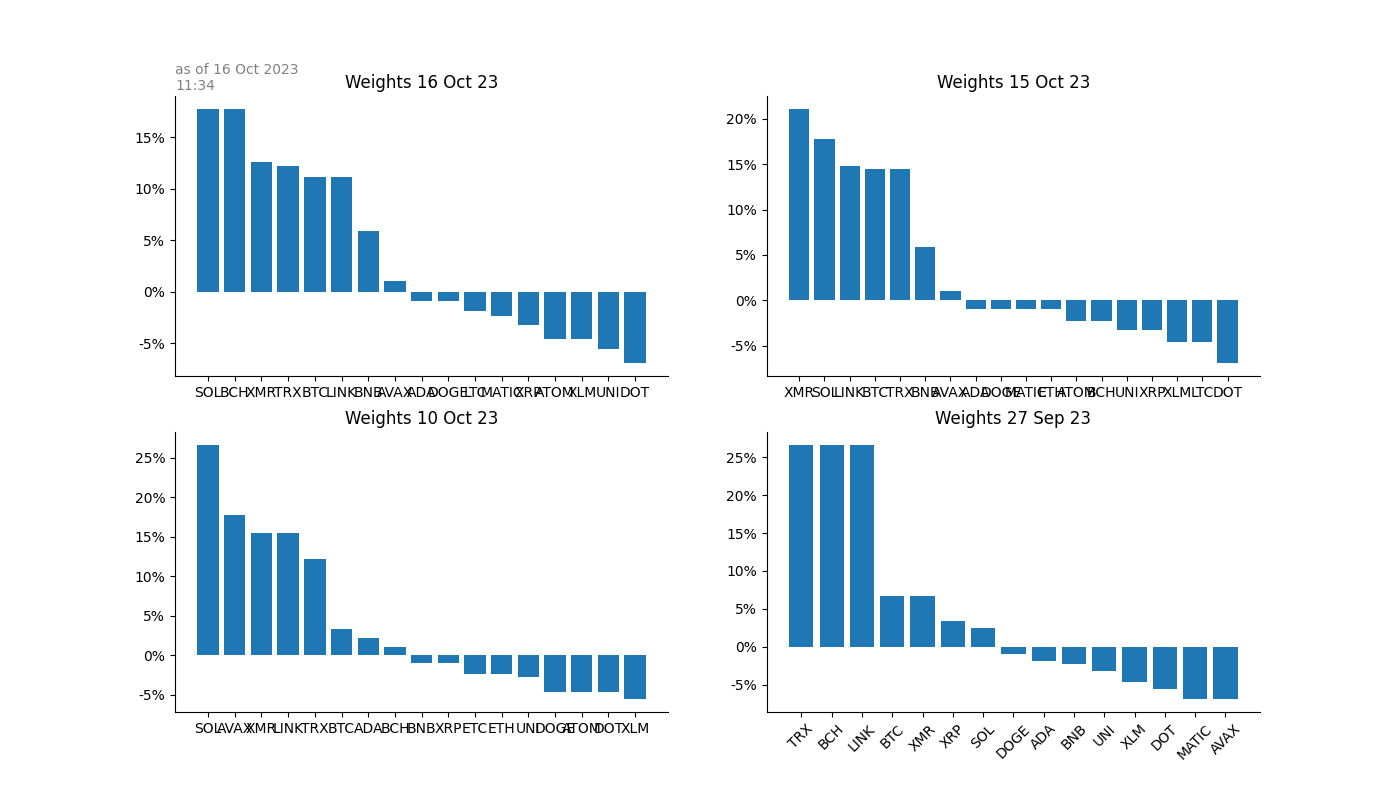 as of 16 Oct 2023
11:34
Weights 16 Oct 23
15%
10%
5%
0%
-5%
SOL BCH XMR TRX BTC LINK BNB AVAX ADA DOGE LTC MATIC XRP ATOM XLM UNI DOT
Weights 15 Oct 23
20%
15%
10%
5%
0%
-5%
XMR SOL LINK BTC TRX BNB AVAX ADA DOGE MATIC ETH ATOM BCH UNI XRP XLM LTC DOT
Weights 10 Oct 23
25%
20%
15%
10%
5%
0%
-5%
SOL AVAX XMR LINK TRX BTC ADA BCH BNB XRP ETC ETH UNI DOGE ATOM DOT XLM
Weights 27 Sep 23
25%
20%
15%
10%
5%
0%
-5%
TRX BCH LINK BTC XMR XRP SOL DOGE ADA BNB UNI XLM DOT MATIC AVAX